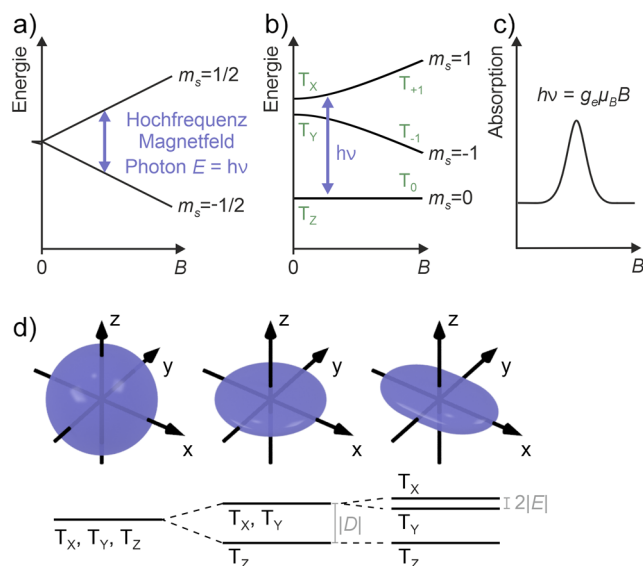 a)
Energie
m_s=1/2
Hochfrequenz
Magnetfeld
Photon E = hν
m_s=-1/2
0
B
b)
Energie
m_s=1
T_X
T_+1
T_Y
hν
T_-1
m_s=-1
T_0
m_s=0
T_Z
0
B
c)
Absorption
hν = g_eμ_BB
B
d)
z
y
x
z
y
x
z
y
x
T_X, T_Y, T_Z
T_X, T_Y
|D|
T_Z
T_X
2|E|
T_Y
T_Z